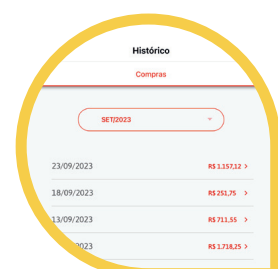 Histórico
Compras
SET/2023
23/09/2023 R$ 1.157,12 >
18/09/2023 R$ 251,75 >
13/09/2023 R$ 711,55 >
2023 R$ 1.718,25 >